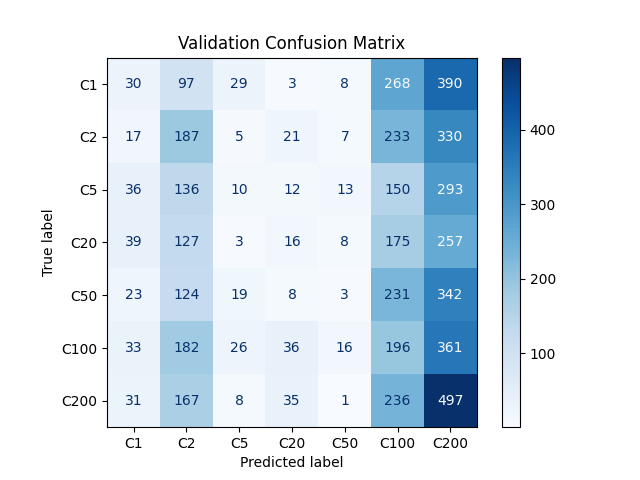 Validation Confusion Matrix
True label
C1 30 97 29 3 8 268 390
C2 17 187 5 21 7 233 330
C5 36 136 10 12 13 150 293
C20 39 127 3 16 8 175 257
C50 23 124 19 8 3 231 342
C100 33 182 26 36 16 196 361
C200 31 167 8 35 1 236 497
C1 C2 C5 C20 C50 C100 C200
Predicted label
400
300
200
100